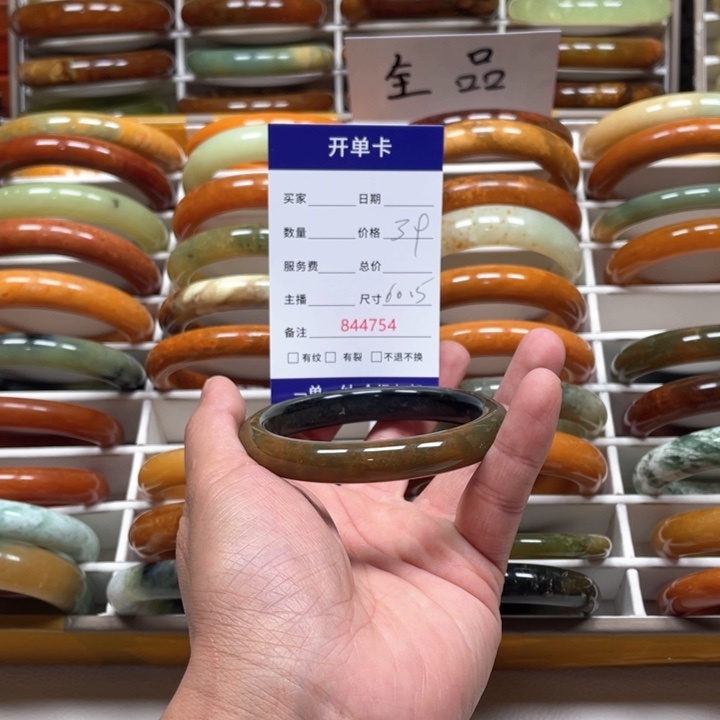 全品
开单卡
买家 日期
数量 价格 39
服务费 总价
主播 尺寸 60.5
备注 844754
有纹 有裂 不退不换